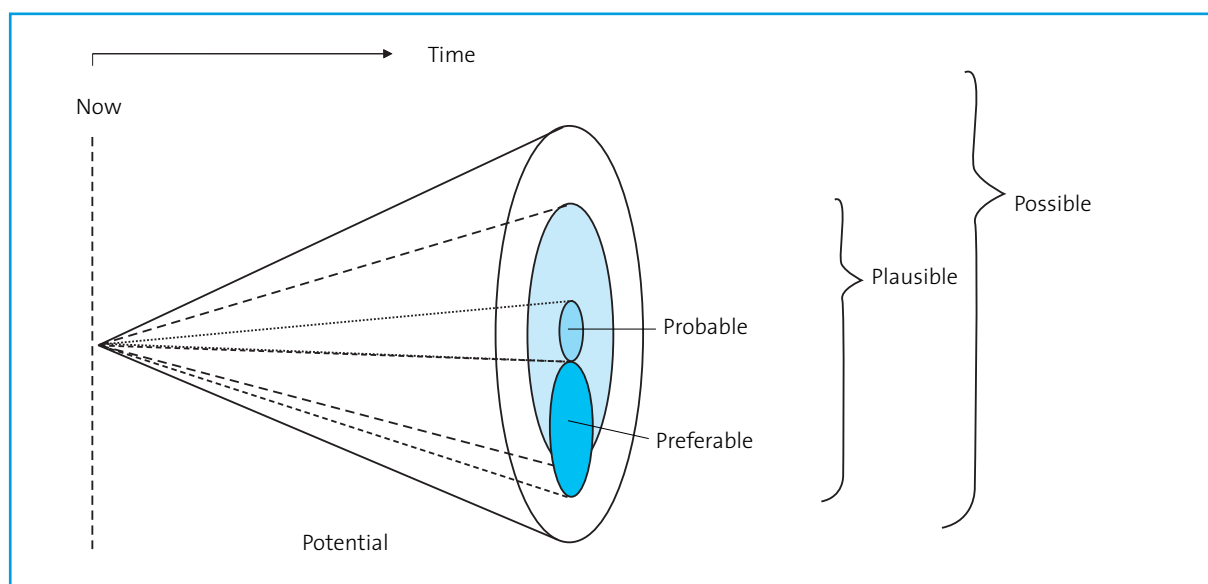 Time
Now
Possible
Plausible
Probable
Preferable
Potential